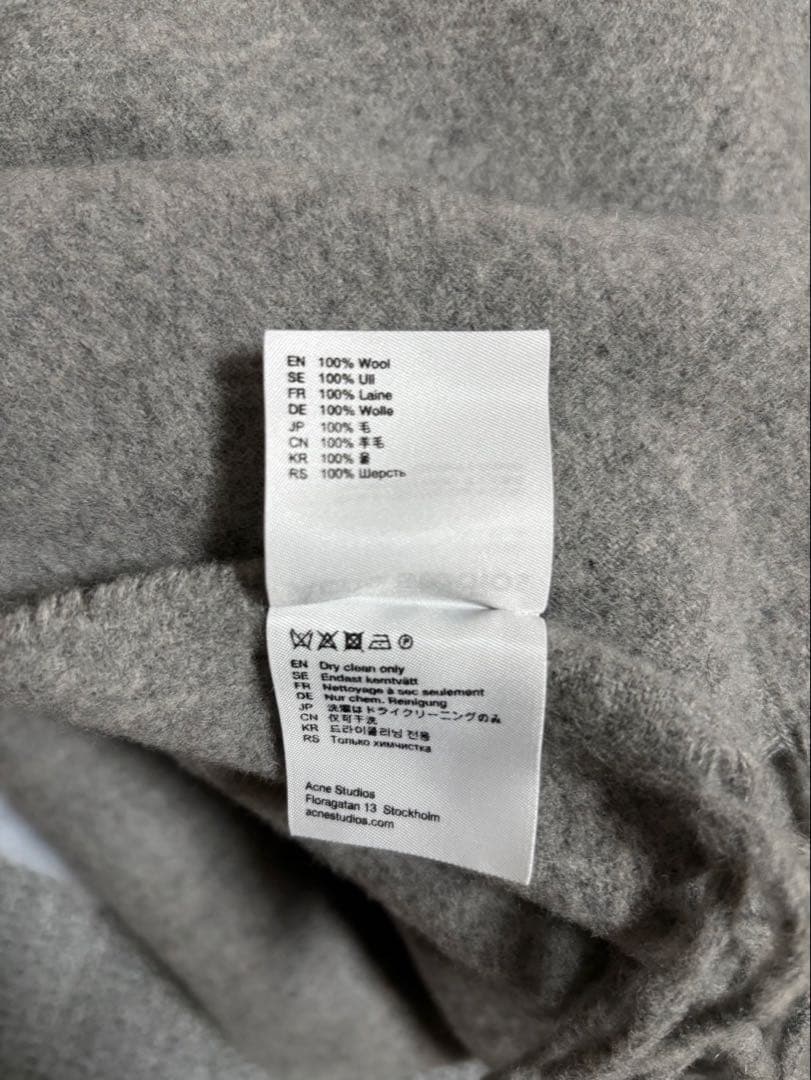 EN 100% Wool
SE 100% Ull
FR 100% Laine
DE 100% Wolle
JP 100% 毛
CN 100% 羊毛
KR 100% 울
RS 100% Шерсть
EN Dry clean only
SE Endast kemtvätt
FR Nettoyage à sec seulement
DE Nur chem. Reinigung
JP 洗濯はドライクリーニングのみ
CN 仅可干洗
KR 드라이클리닝 전용
RS Только химчистка
Acne Studios
Floragatan 13 Stockholm
acnestudios.com